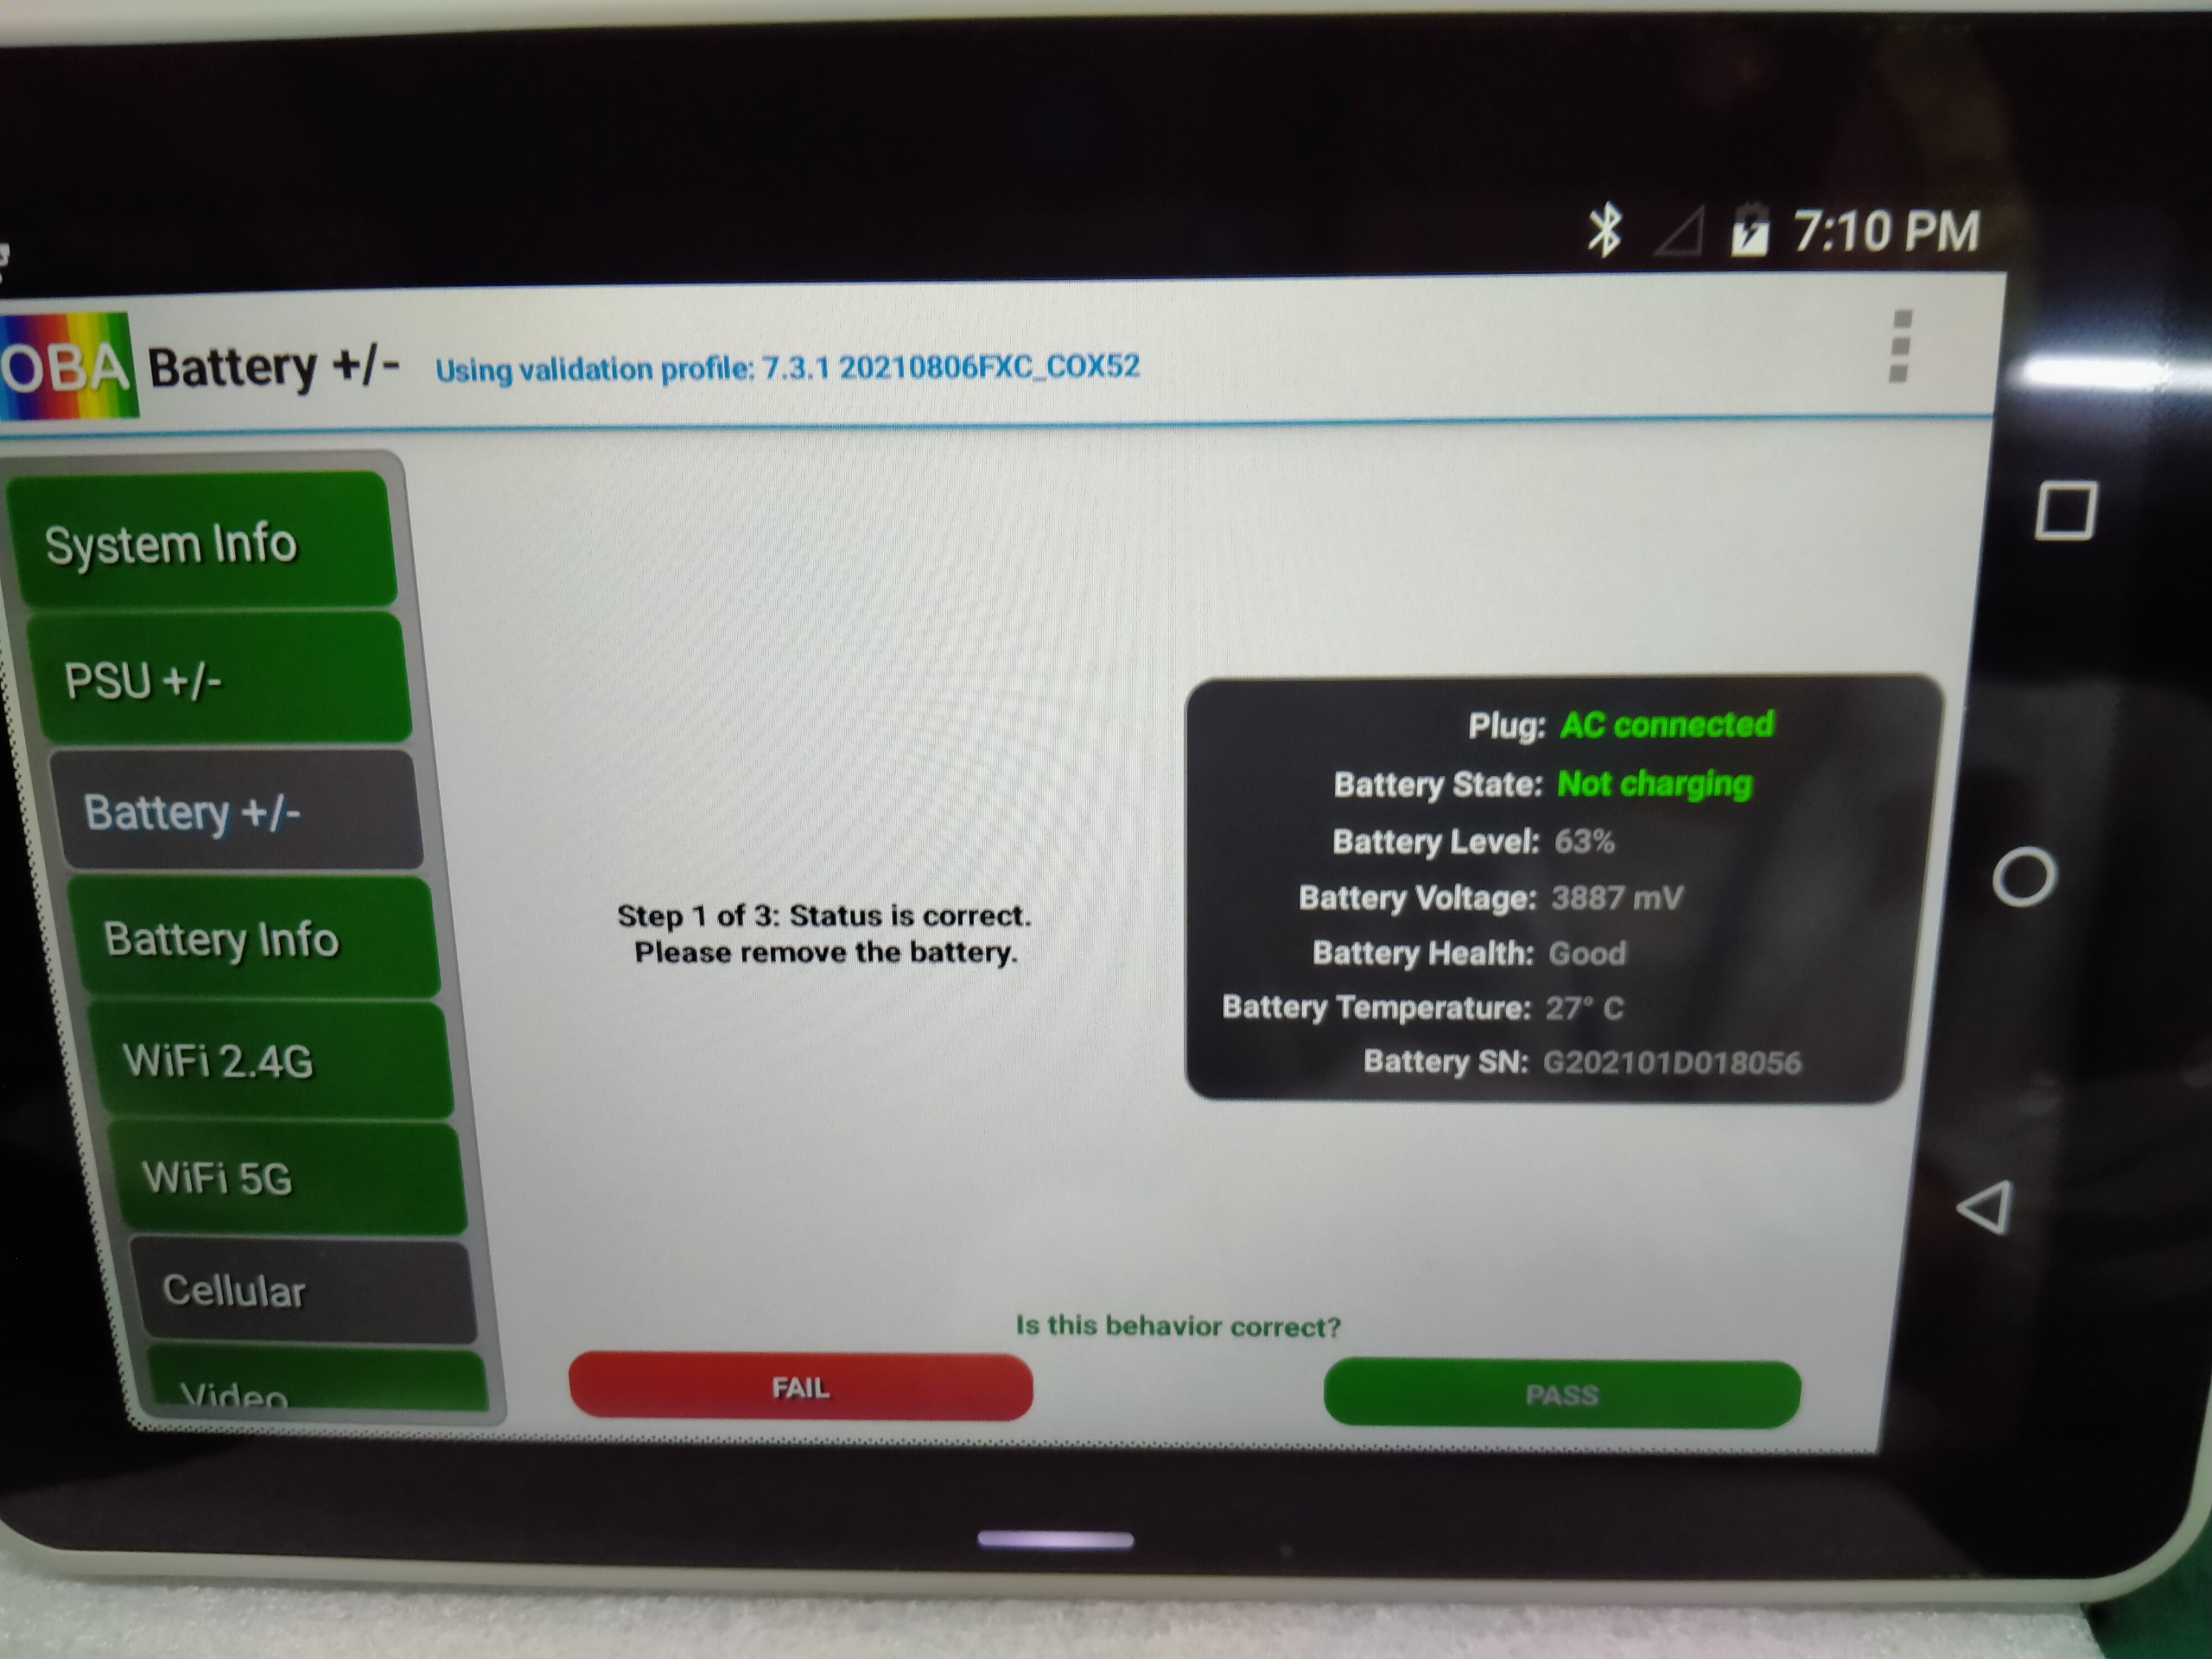 7:10 PM
OBA Battery +/- Using validation profile: 7.3.1 20210806FXC_COX52
System Info
PSU +/-
Battery +/-
Battery Info
WiFi 2.4G
WiFi 5G
Cellular
Video
Step 1 of 3: Status is correct.
Please remove the battery.
Plug: AC connected
Battery State: Not charging
Battery Level: 63%
Battery Voltage: 3887 mV
Battery Health: Good
Battery Temperature: 27° C
Battery SN: G202101D018056
Is this behavior correct?
FAIL
PASS